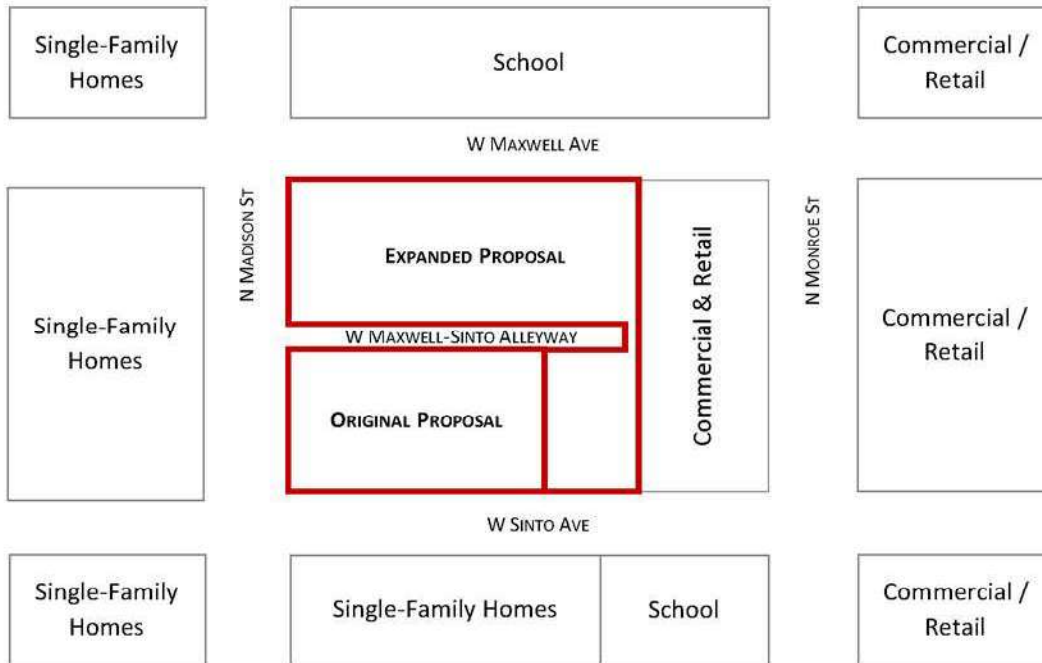 Single-Family
Homes
School
Commercial /
Retail
W MAXWELL AVE
N MADISON ST
EXPANDED PROPOSAL
Commercial & Retail
N MONROE ST
Single-Family
Homes
W MAXWELL-SINTO ALLEYWAY
Commercial /
Retail
ORIGINAL PROPOSAL
W SINTO AVE
Single-Family
Homes
Single-Family Homes
School
Commercial /
Retail